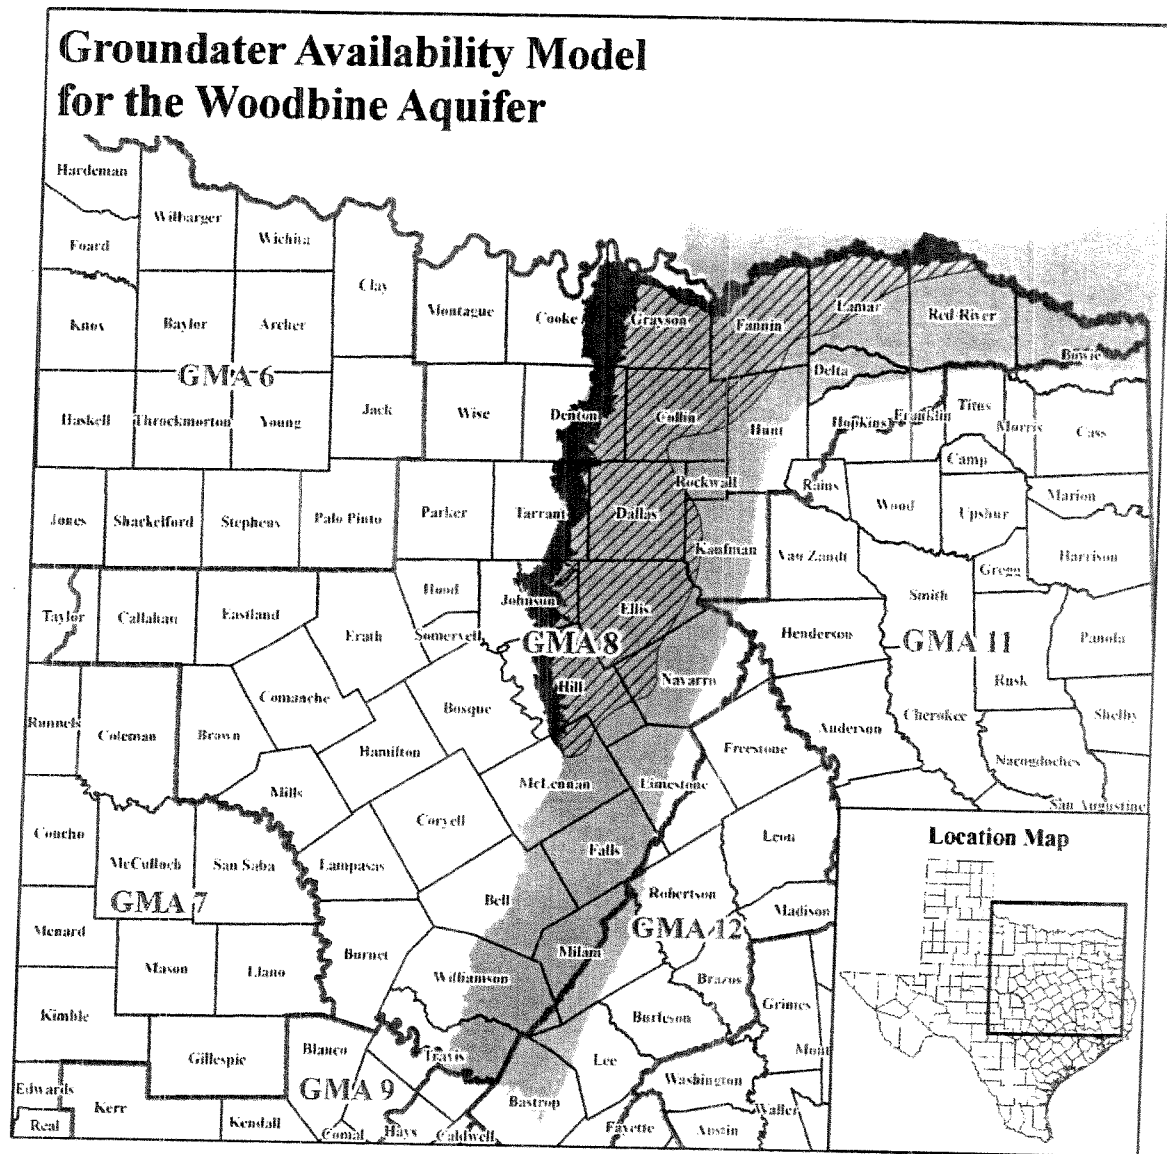 Groundater Availability Model
for the Woodbine Aquifer
Hardeman
Wilbarger
Wichita
Foard
Clay
Montague
Cooke
Grayson
Fannin
Lamar
Red River
Bowie
Knox
Baylor
Archer
GMA 6
Delta
Haskell
Throckmorton
Young
Jack
Wise
Denton
Collin
Hunt
Hopkins
Franklin
Titus
Morris
Cass
Camp
Rockwall
Rains
Wood
Upshur
Marion
Jones
Shackelford
Stephens
Palo Pinto
Parker
Tarrant
Dallas
Kaufman
Van Zandt
Harrison
Gregg
Smith
Taylor
Callahan
Eastland
Hood
Johnson
Ellis
Erath
Somervell
GMA 8
Henderson
GMA 11
Panola
Rusk
Comanche
Bosque
Hill
Navarro
Runnels
Coleman
Brown
Hamilton
Freestone
Anderson
Cherokee
Shelby
Nacogdoches
San Augustine
Mills
McLennan
Limestone
Coryell
Concho
McCulloch
San Saba
Lampasas
Falls
Leon
Location Map
GMA 7
Bell
Robertson
Madison
GMA 12
Menard
Mason
Llano
Burnet
Milam
Williamson
Brazos
Grimes
Kimble
Burleson
Gillespie
Blanco
Travis
Lee
Mont
Edwards
Kerr
GMA 9
Bastrop
Washington
Waller
Real
Kendall
Comal
Hays
Caldwell
Fayette
Austin